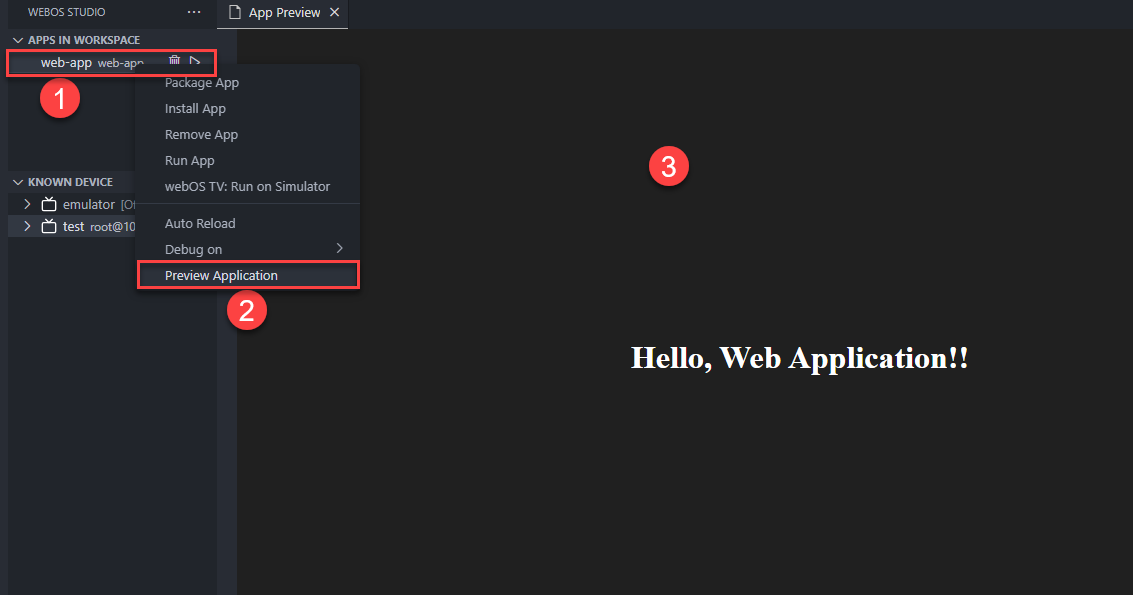 WEBOS STUDIO ···
App Preview
APPS IN WORKSPACE
web-app web-app
1
Package App
Install App
Remove App
Run App
webOS TV: Run on Simulator
Auto Reload
Debug on
Preview Application
2
KNOWN DEVICE
emulator
test root@10
3
Hello, Web Application!!